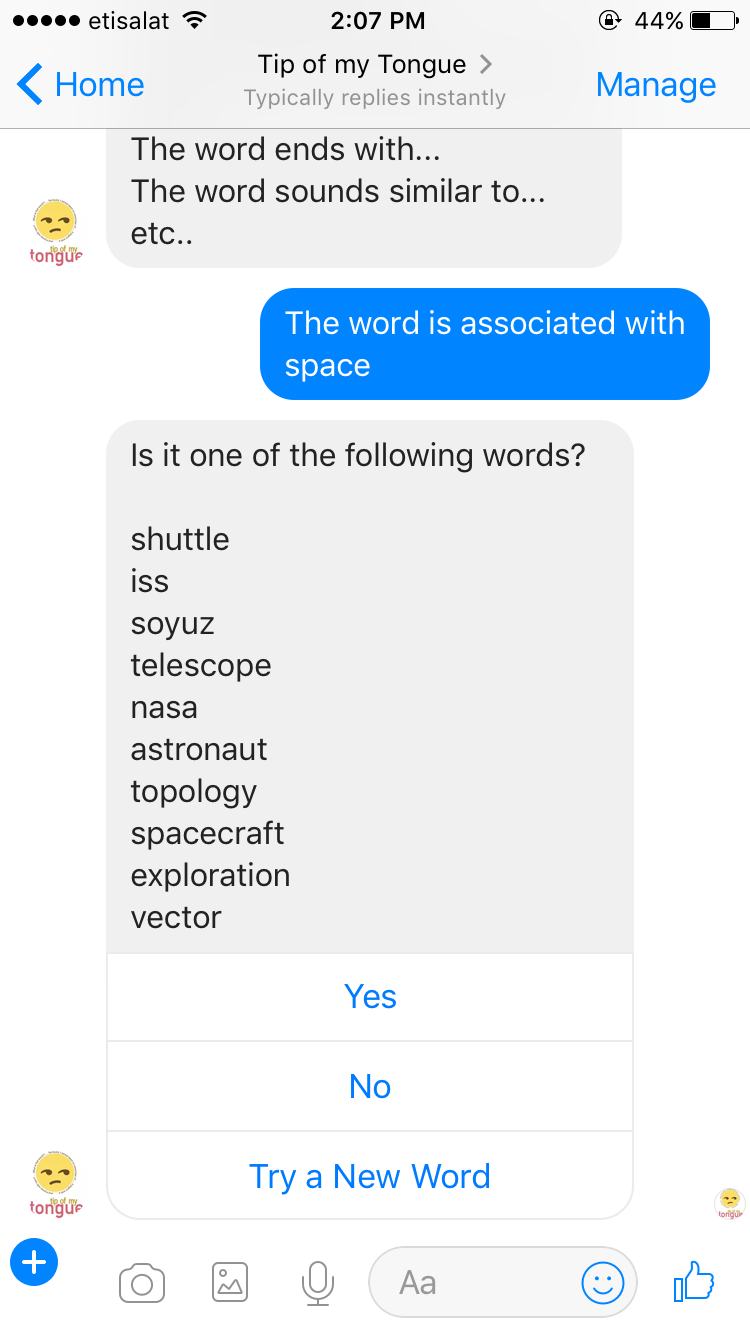 etisalat 2:07 PM 44%
Home Tip of my Tongue Manage
Typically replies instantly
The word ends with...
The word sounds similar to...
etc..
tip of my
tongue
The word is associated with
space
Is it one of the following words?
shuttle
iss
soyuz
telescope
nasa
astronaut
topology
spacecraft
exploration
vector
Yes
No
Try a New Word
tip of my
tongue
tongue
Aa